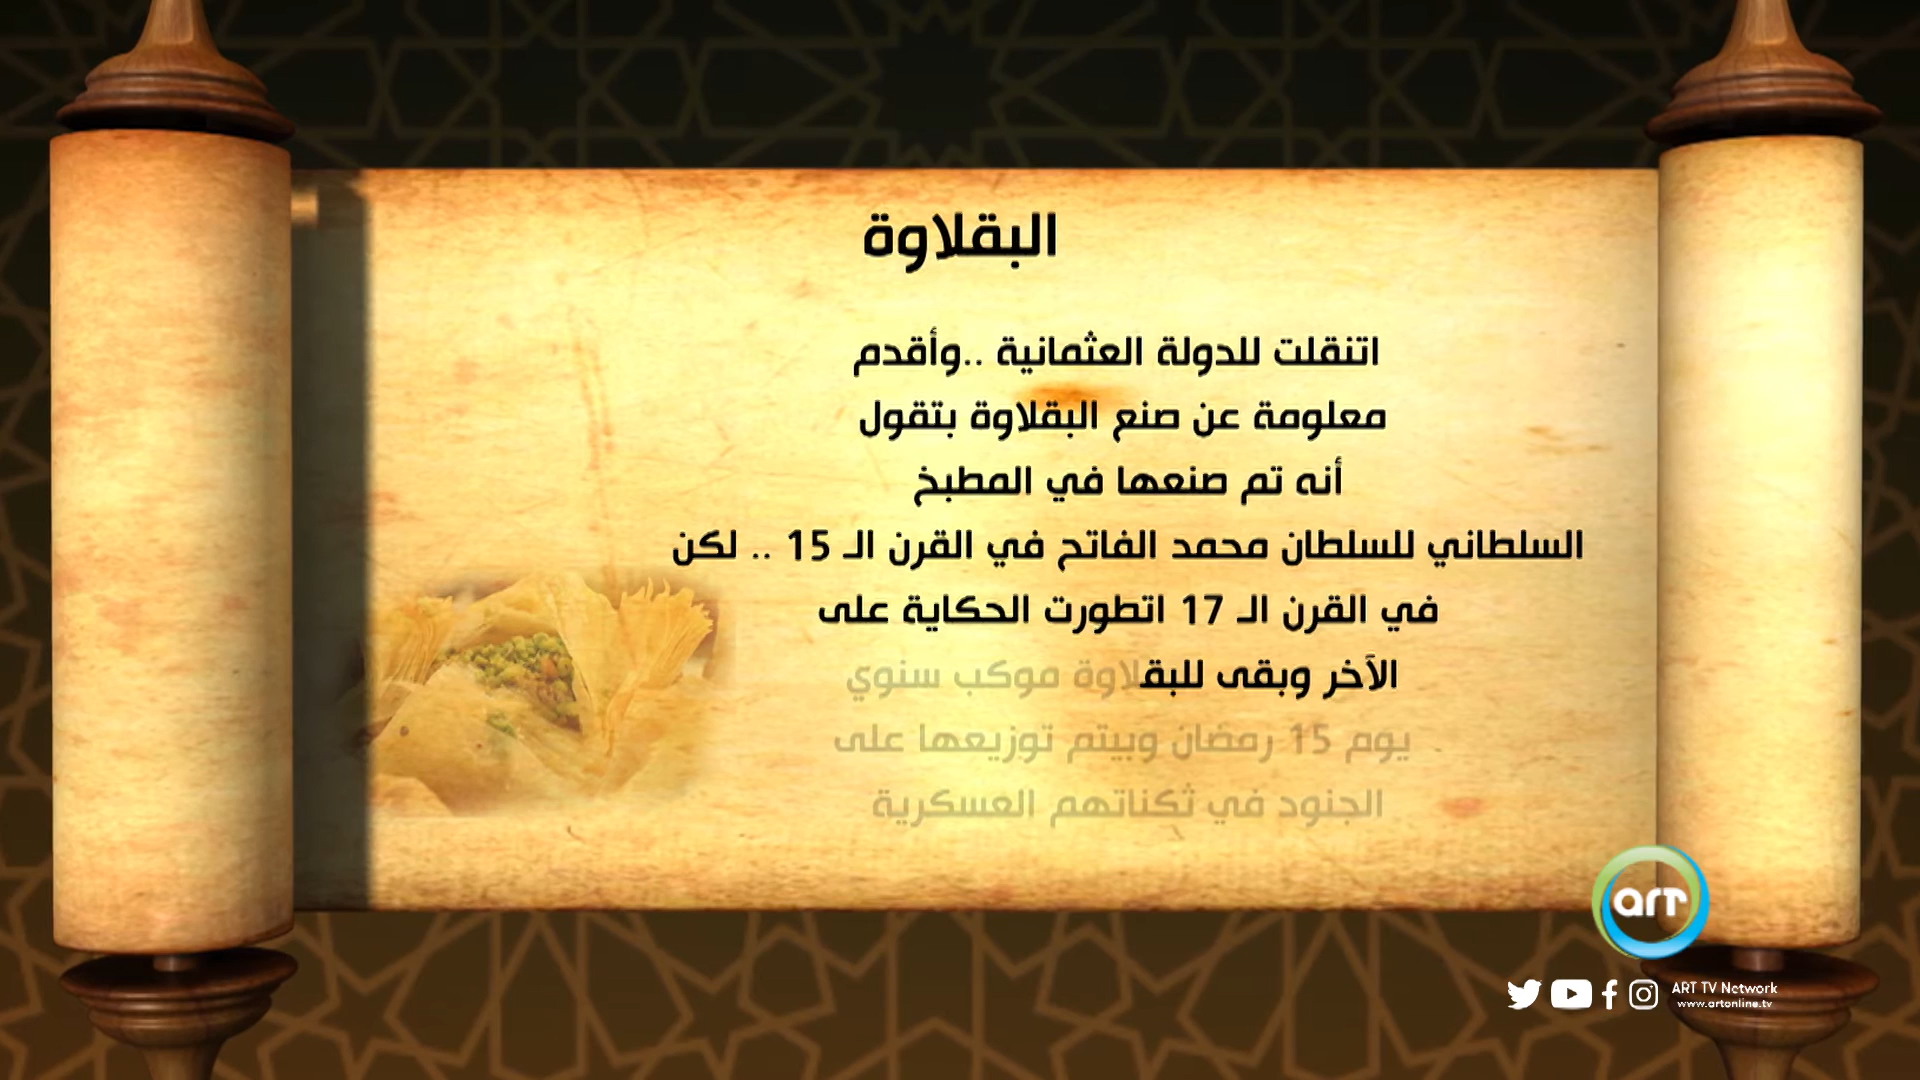 البقلاوة
اتنقلت للدولة العثمانية ..وأقدم
معلومة عن صنع البقلاوة بتقول
أنه تم صنعها في المطبخ
السلطاني للسلطان محمد الفاتح في القرن الـ 15 .. لكن
في القرن الـ 17 اتطورت الحكاية على
الآخر وبقى للبقلاوة موكب سنوي
يوم 15 رمضان وبيتم توزيعها على
الجنود في ثكناتهم العسكرية
art
ART TV Network
www.artonline.tv